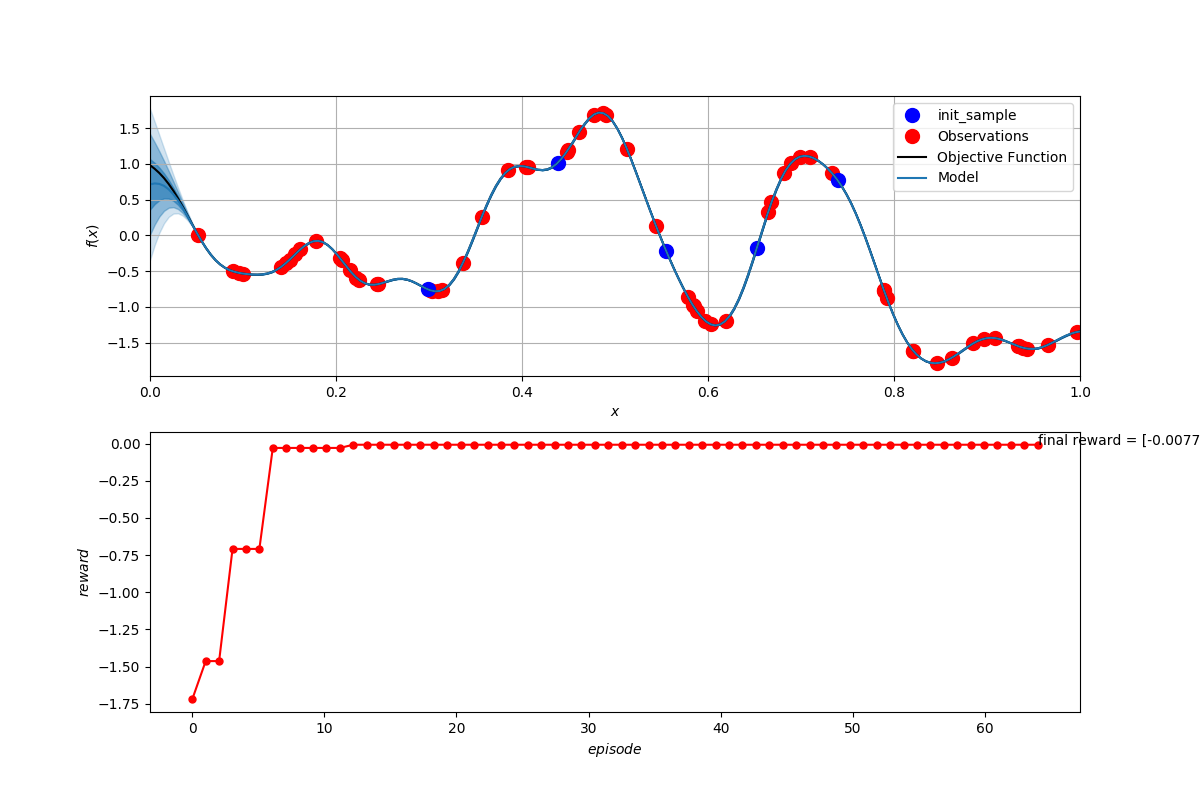 1.5
1.0
0.5
0.0
−0.5
−1.0
−1.5
f(x)
init_sample
Observations
Objective Function
Model
0.0 0.2 0.4 0.6 0.8 1.0
x
0.00
−0.25
−0.50
−0.75
−1.00
−1.25
−1.50
−1.75
reward
final reward = [-0.0077
0 10 20 30 40 50 60
episode